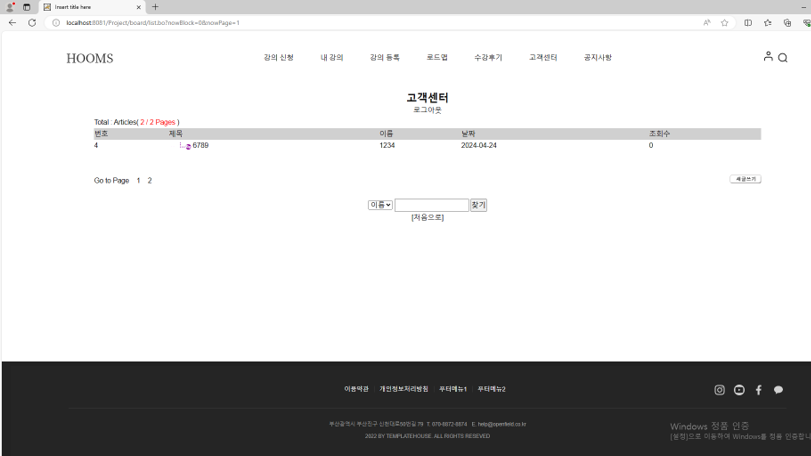 Insert title here
localhost:8081/Project/board/list.bo?nowBlock=0&nowPage=1
HOOMS
강의 신청 내 강의 강의 등록 로드맵 수강후기 고객센터 공지사항
고객센터
로그아웃
Total : Articles( 2 / 2 Pages )
번호 제목 이름 날짜 조회수
4 6789 1234 2024-04-24 0
Go to Page 1 2
새글쓰기
이름 찾기
[처음으로]
이용약관 개인정보처리방침 푸터메뉴1 푸터메뉴2
부산광역시 부산진구 신천대로50번길 79 T. 070-8872-8874 E. help@openfield.co.kr
2022 BY TEMPLATEHOUSE. ALL RIGHTS RESEVED
Windows 정품 인증
[설정]으로 이동하여 Windows를 정품 인증합니